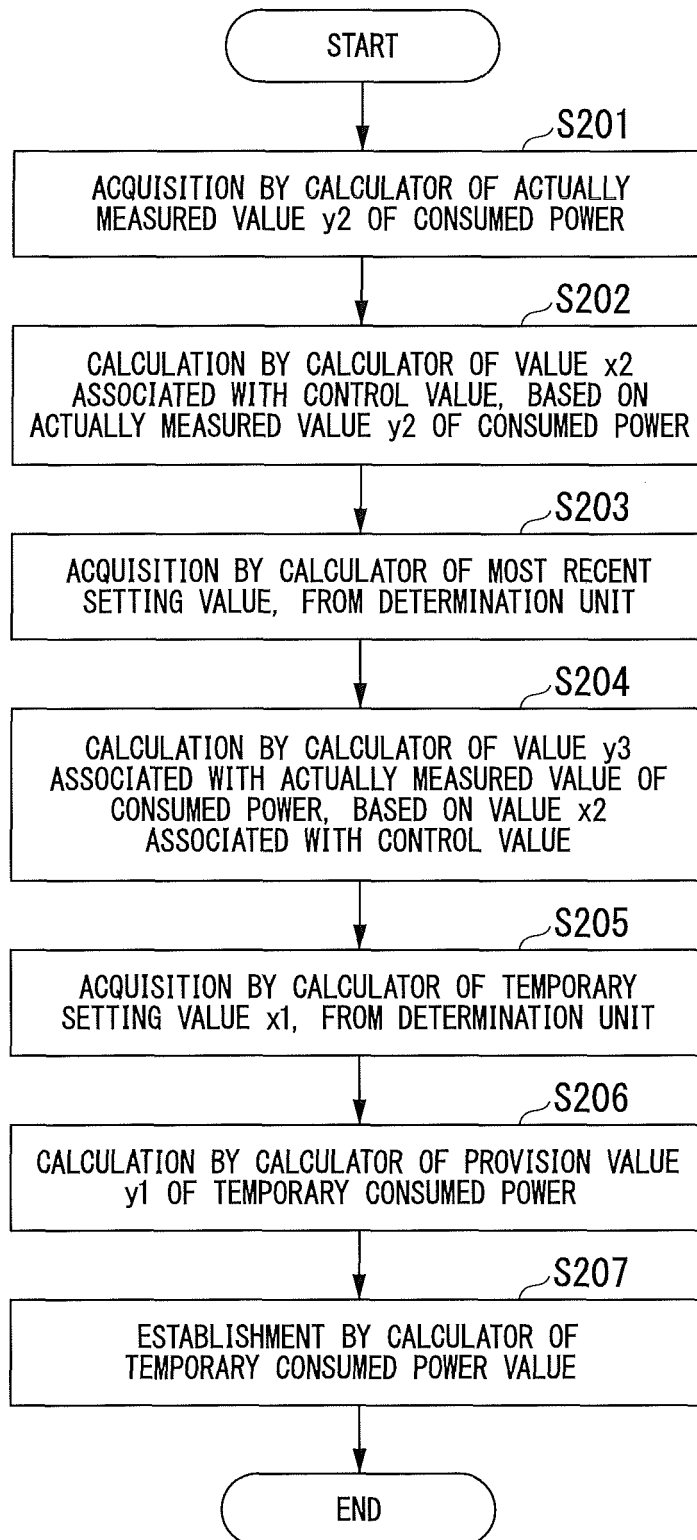 START
S201
ACQUISITION BY CALCULATOR OF ACTUALLY
MEASURED VALUE y2 OF CONSUMED POWER
S202
CALCULATION BY CALCULATOR OF VALUE x2
ASSOCIATED WITH CONTROL VALUE, BASED ON
ACTUALLY MEASURED VALUE y2 OF CONSUMED POWER
S203
ACQUISITION BY CALCULATOR OF MOST RECENT
SETTING VALUE, FROM DETERMINATION UNIT
S204
CALCULATION BY CALCULATOR OF VALUE y3
ASSOCIATED WITH ACTUALLY MEASURED VALUE OF
CONSUMED POWER, BASED ON VALUE x2
ASSOCIATED WITH CONTROL VALUE
S205
ACQUISITION BY CALCULATOR OF TEMPORARY
SETTING VALUE x1, FROM DETERMINATION UNIT
S206
CALCULATION BY CALCULATOR OF PROVISION VALUE
y1 OF TEMPORARY CONSUMED POWER
S207
ESTABLISHMENT BY CALCULATOR OF
TEMPORARY CONSUMED POWER VALUE
END